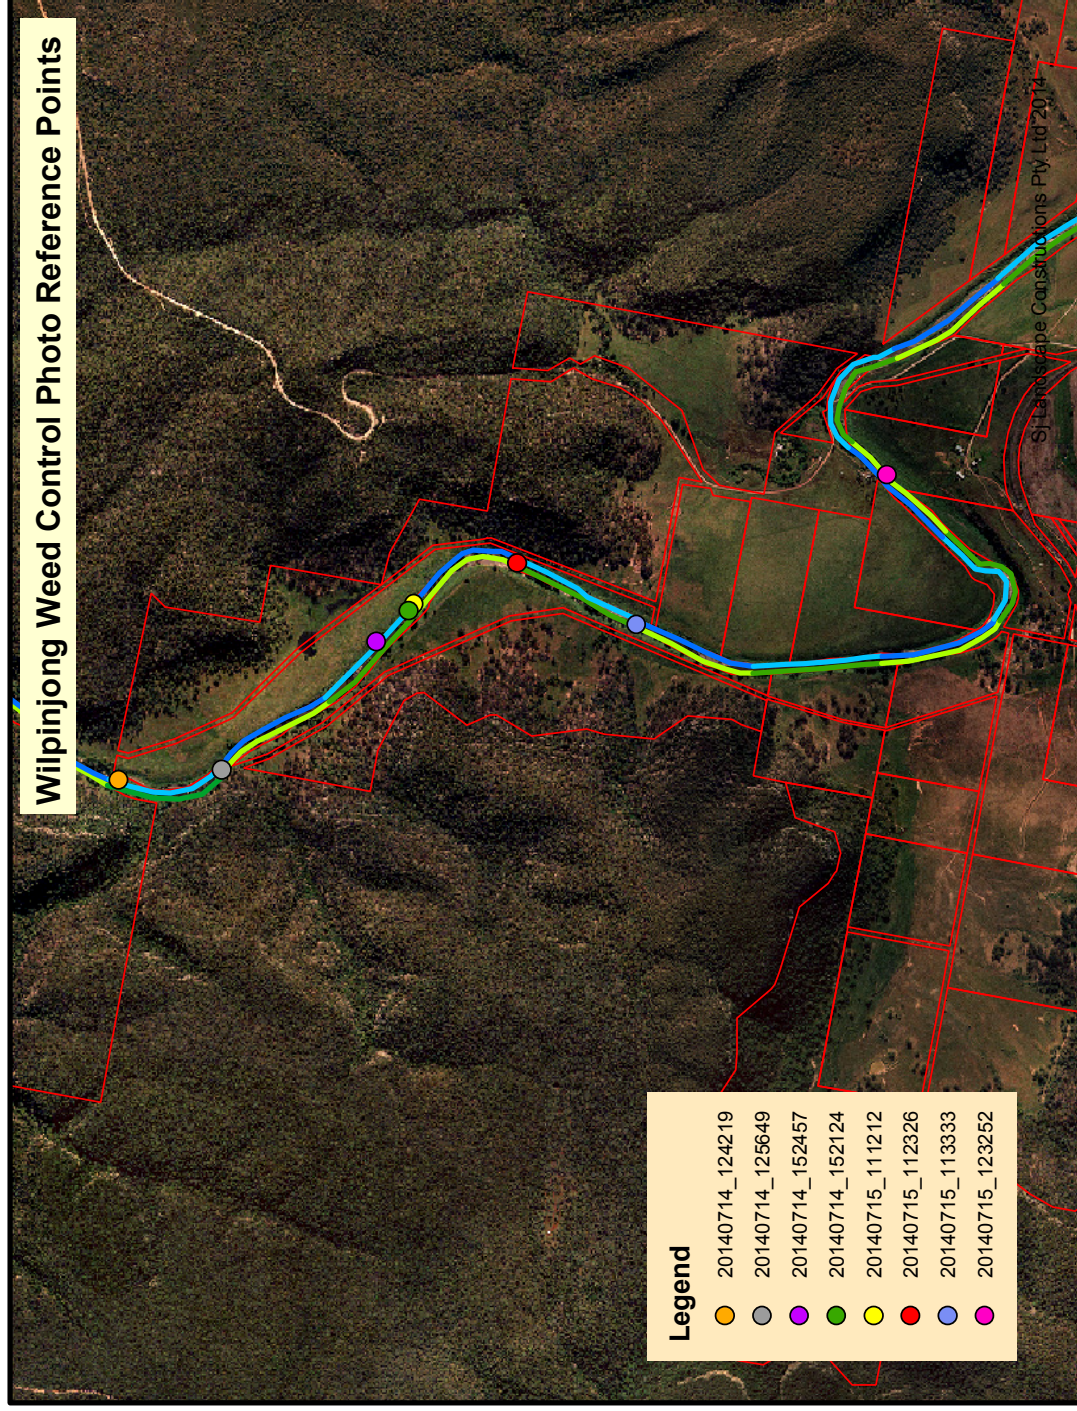 Wilpinjong Weed Control Photo Reference Points
Legend
20140714_124219
20140714_125649
20140714_152457
20140714_152124
20140715_111212
20140715_112326
20140715_113333
20140715_123252
Sj Landscape Constructions Pty Ltd 2014